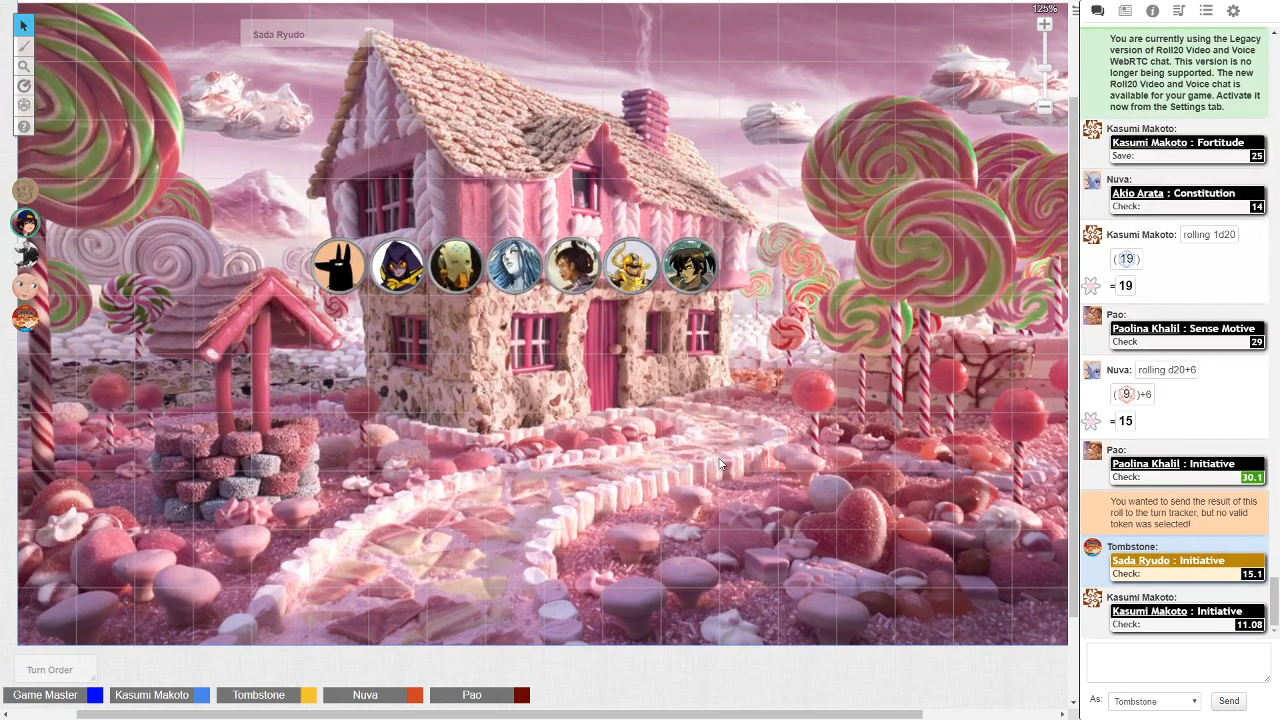 125%
Sada Ryudo
You are currently using the Legacy
version of Roll20 Video and Voice
WebRTC chat. This version is no
longer being supported. The new
Roll20 Video and Voice chat is
available for your game. Activate it
now from the Settings tab.
Kasumi Makoto:
Kasumi Makoto : Fortitude
Save: 25
Nuva:
Akio Arata : Constitution
Check: 14
Kasumi Makoto: rolling 1d20
(19)
=19
Pao:
Paolina Khalil : Sense Motive
Check 29
Nuva: rolling d20+6
(9)+6
=15
Pao:
Paolina Khalil : Initiative
Check: 30.1
You wanted to send the result of this
roll to the turn tracker, but no valid
token was selected!
Tombstone:
Sada Ryudo : Initiative
Check: 15.1
Kasumi Makoto:
Kasumi Makoto : Initiative
Check: 11.08
As: Tombstone Send
Turn Order
Game Master Kasumi Makoto Tombstone Nuva Pao